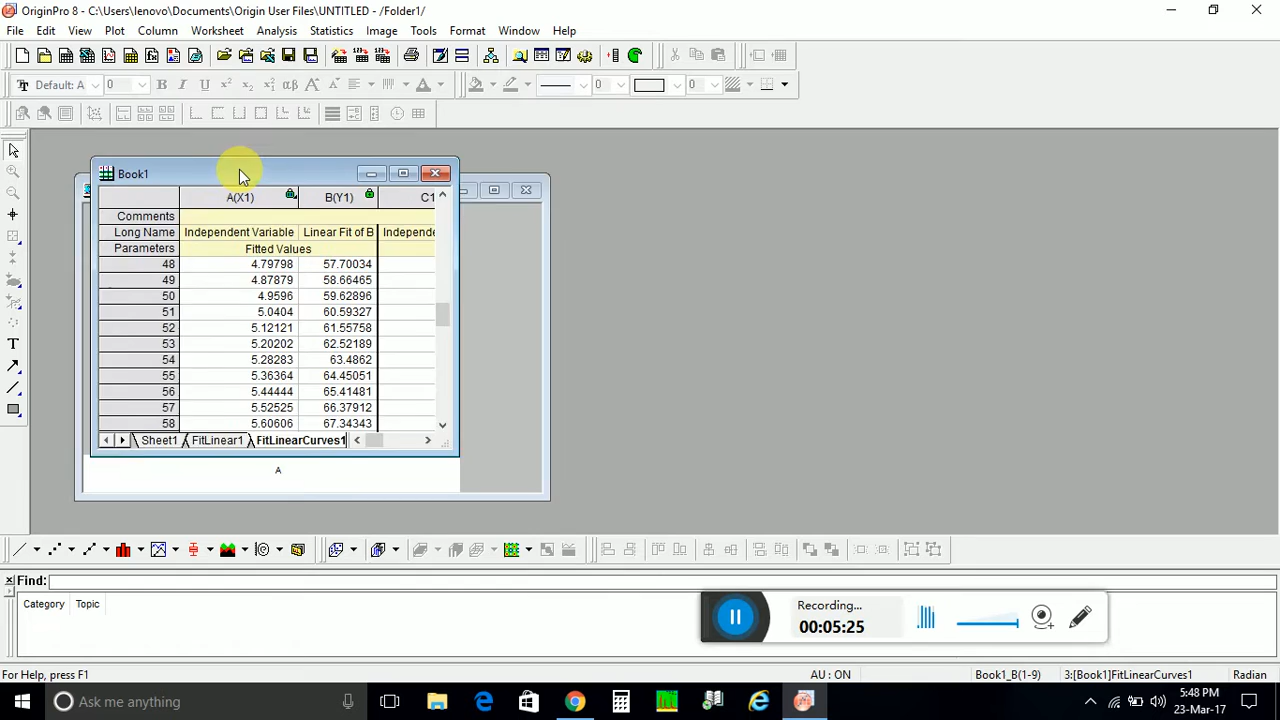 OriginPro 8 - C:\Users\lenovo\Documents\Origin User Files\UNTITLED - /Folder1/
File Edit View Plot Column Worksheet Analysis Statistics Image Tools Format Window Help
Default: A 0 B I U x² x₂ αβ A A A 0 0
Book1
A(X1) B(Y1) C1
Comments
Long Name Independent Variable Linear Fit of B Independe
Parameters Fitted Values
48 4.79798 57.70034
49 4.87879 58.66465
50 4.9596 59.62896
51 5.0404 60.59327
52 5.12121 61.55758
53 5.20202 62.52189
54 5.28283 63.4862
55 5.36364 64.45051
56 5.44444 65.41481
57 5.52525 66.37912
58 5.60606 67.34343
Sheet1 FitLinear1 FitLinearCurves1
A
Find:
Category Topic
Recording...
00:05:25
For Help, press F1 AU : ON Book1_B(1-9) 3:[Book1]FitLinearCurves1 Radian
Ask me anything
5:48 PM
23-Mar-17